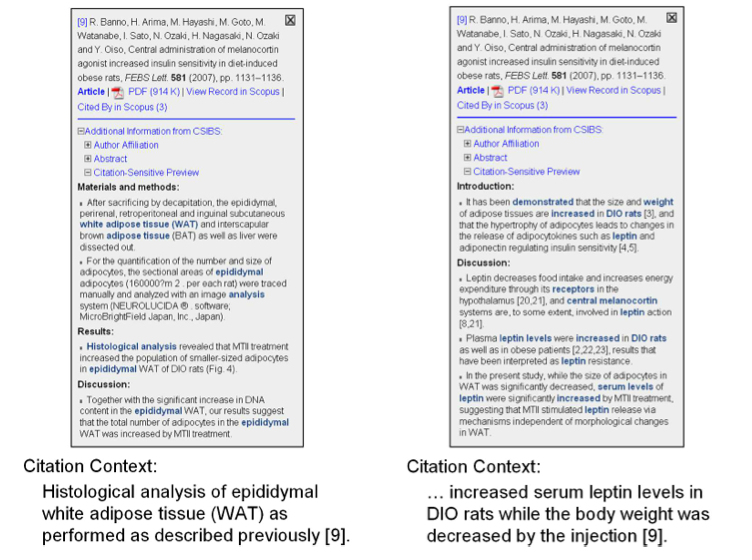 [9] R. Banno, H. Arima, M. Hayashi, M. Goto, M.
Watanabe, I. Sato, N. Ozaki, H. Nagasaki, N. Ozaki
and Y. Oiso, Central administration of melanocortin
agonist increased insulin sensitivity in diet-induced
obese rats, FEBS Lett. 581 (2007), pp. 1131–1136.
Article | PDF (914 K) | View Record in Scopus |
Cited By in Scopus (3)
Additional Information from CSIBS:
Author Affiliation
Abstract
Citation-Sensitive Preview
Materials and methods:
• After sacrificing by decapitation, the epididymal,
perirenal, retroperitoneal and inguinal subcutaneous
white adipose tissue (WAT) and interscapular
brown adipose tissue (BAT) as well as liver were
dissected out.
• For the quantification of the number and size of
adipocytes, the sectional areas of epididymal
adipocytes (160000?m 2 . per each rat) were traced
manually and analyzed with an image analysis
system (NEUROLUCIDA ® . software;
MicroBrightField Japan, Inc., Japan).
Results:
• Histological analysis revealed that MTII treatment
increased the population of smaller-sized adipocytes
in epididymal WAT of DIO rats (Fig. 4).
Discussion:
• Together with the significant increase in DNA
content in the epididymal WAT, our results suggest
that the total number of adipocytes in the epididymal
WAT was increased by MTII treatment.
Citation Context:
Histological analysis of epididymal
white adipose tissue (WAT) as
performed as described previously [9].
[9] R. Banno, H. Arima, M. Hayashi, M. Goto, M.
Watanabe, I. Sato, N. Ozaki, H. Nagasaki, N. Ozaki
and Y. Oiso, Central administration of melanocortin
agonist increased insulin sensitivity in diet-induced
obese rats, FEBS Lett. 581 (2007), pp. 1131–1136.
Article | PDF (914 K) | View Record in Scopus |
Cited By in Scopus (3)
Additional Information from CSIBS:
Author Affiliation
Abstract
Citation-Sensitive Preview
Introduction:
• It has been demonstrated that the size and weight
of adipose tissues are increased in DIO rats [3], and
that the hypertrophy of adipocytes leads to changes in
the release of adipocytokines such as leptin and
adiponectin regulating insulin sensitivity [4,5].
Discussion:
• Leptin decreases food intake and increases energy
expenditure through its receptors in the
hypothalamus [20,21], and central melanocortin
systems are, to some extent, involved in leptin action
[8,21].
• Plasma leptin levels were increased in DIO rats
as well as in obese patients [2,22,23], results that
have been interpreted as leptin resistance.
• In the present study, while the size of adipocytes in
WAT was significantly decreased, serum levels of
leptin were significantly increased by MTII treatment,
suggesting that MTII stimulated leptin release via
mechanisms independent of morphological changes
in WAT.
Citation Context:
… increased serum leptin levels in
DIO rats while the body weight was
decreased by the injection [9].